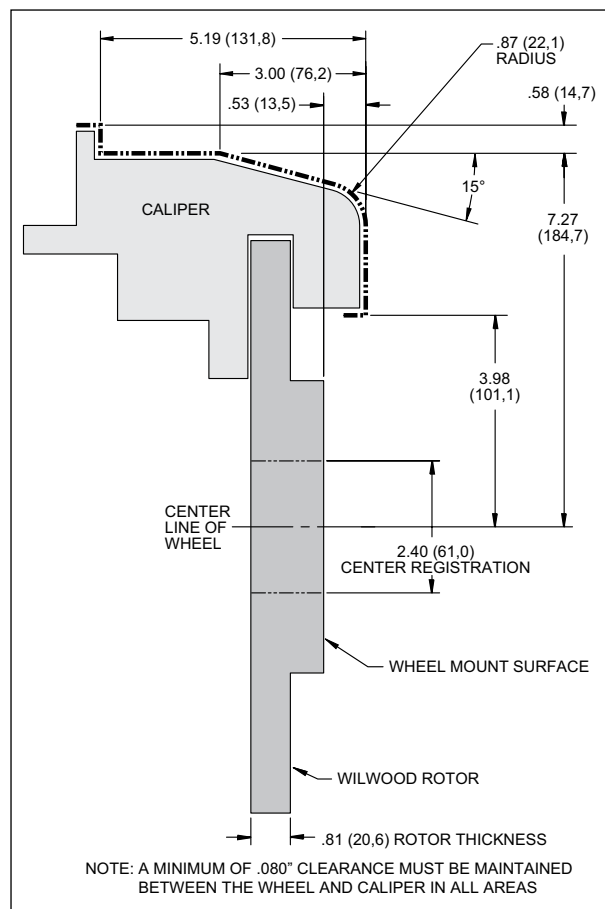 5.19 (131,8)
.87 (22,1)
RADIUS
3.00 (76,2)
.58 (14,7)
.53 (13,5)
15°
CALIPER
7.27
(184,7)
3.98
(101,1)
CENTER
LINE OF
WHEEL
2.40 (61,0)
CENTER REGISTRATION
WHEEL MOUNT SURFACE
WILWOOD ROTOR
.81 (20,6) ROTOR THICKNESS
NOTE: A MINIMUM OF .080" CLEARANCE MUST BE MAINTAINED
BETWEEN THE WHEEL AND CALIPER IN ALL AREAS